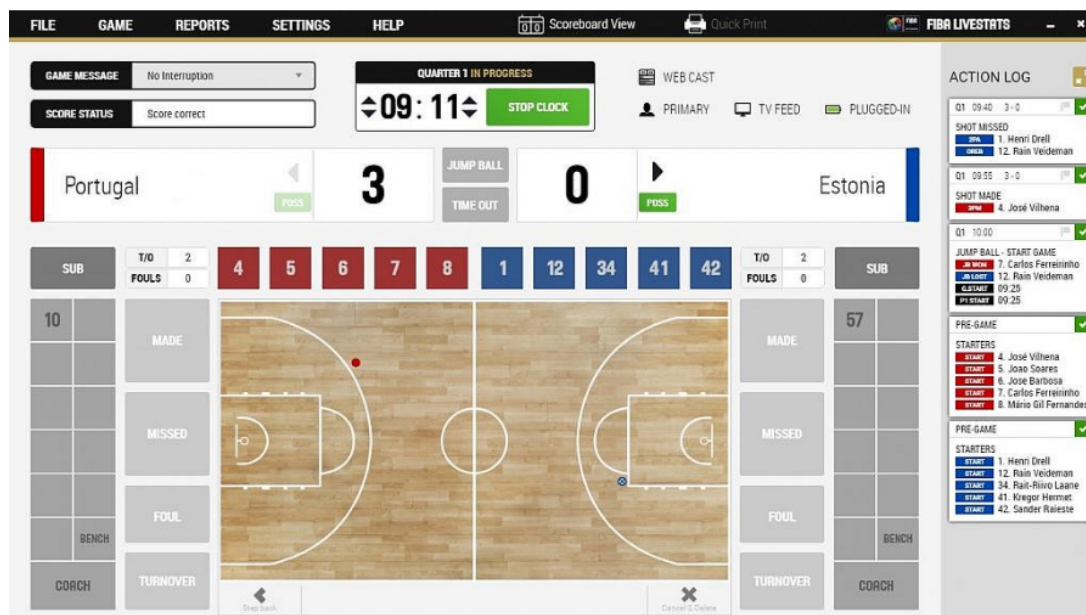 FILE GAME REPORTS SETTINGS HELP Scoreboard View Quick Print FIBA LIVESTATS
GAME MESSAGE No Interruption
SCORE STATUS Score correct
QUARTER 1 IN PROGRESS
09:11 STOP CLOCK
WEB CAST
PRIMARY TV FEED PLUGGED-IN
Portugal POSS 3 JUMP BALL TIME OUT 0 POSS Estonia
SUB T/O 2 FOULS 0 4 5 6 7 8 1 12 34 41 42 T/O 2 FOULS 0 SUB
10 MADE MADE 57
MISSED MISSED
FOUL FOUL
BENCH BENCH
COACH TURNOVER TURNOVER COACH
Step back Cancel & Delete
ACTION LOG
Q1 09:40 3-0
SHOT MISSED
2PA 1. Henri Drell
OREB 12. Rain Veideman
Q1 09:55 3-0
SHOT MADE
3PM 4. José Vilhena
Q1 10:00
JUMP BALL - START GAME
JB WON 7. Carlos Ferreirinho
JB LOST 12. Rain Veideman
G.START 09:25
P1 START 09:25
PRE-GAME
STARTERS
START 4. José Vilhena
START 5. Joao Soares
START 6. Jose Barbosa
START 7. Carlos Ferreirinho
START 8. Mário Gil Fernandes
PRE-GAME
STARTERS
START 1. Henri Drell
START 12. Rain Veideman
START 34. Rait-Riivo Laane
START 41. Kregor Hermet
START 42. Sander Raieste